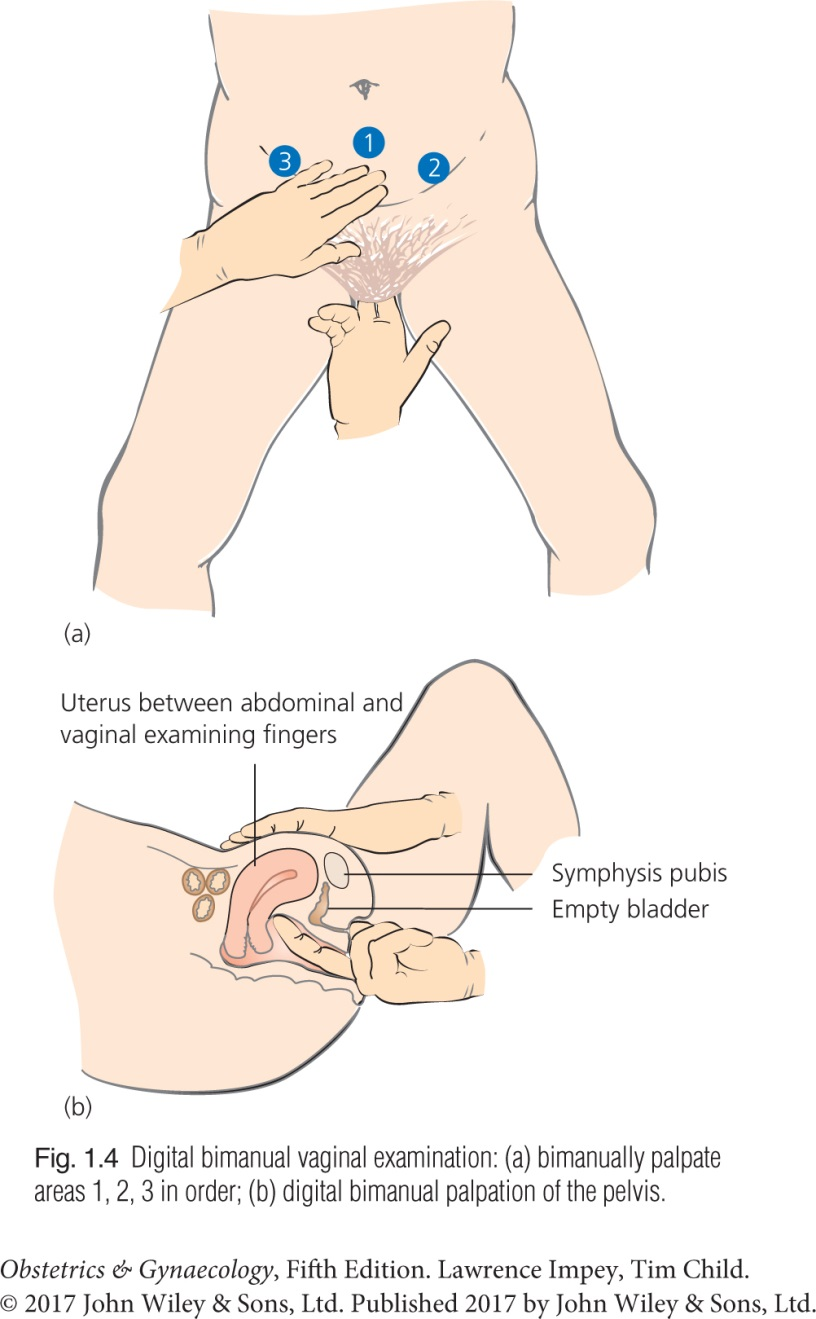 1
3
2
(a)
Uterus between abdominal and
vaginal examining fingers
Symphysis pubis
Empty bladder
(b)
Fig. 1.4 Digital bimanual vaginal examination: (a) bimanually palpate
areas 1, 2, 3 in order; (b) digital bimanual palpation of the pelvis.
Obstetrics & Gynaecology, Fifth Edition. Lawrence Impey, Tim Child.
© 2017 John Wiley & Sons, Ltd. Published 2017 by John Wiley & Sons, Ltd.